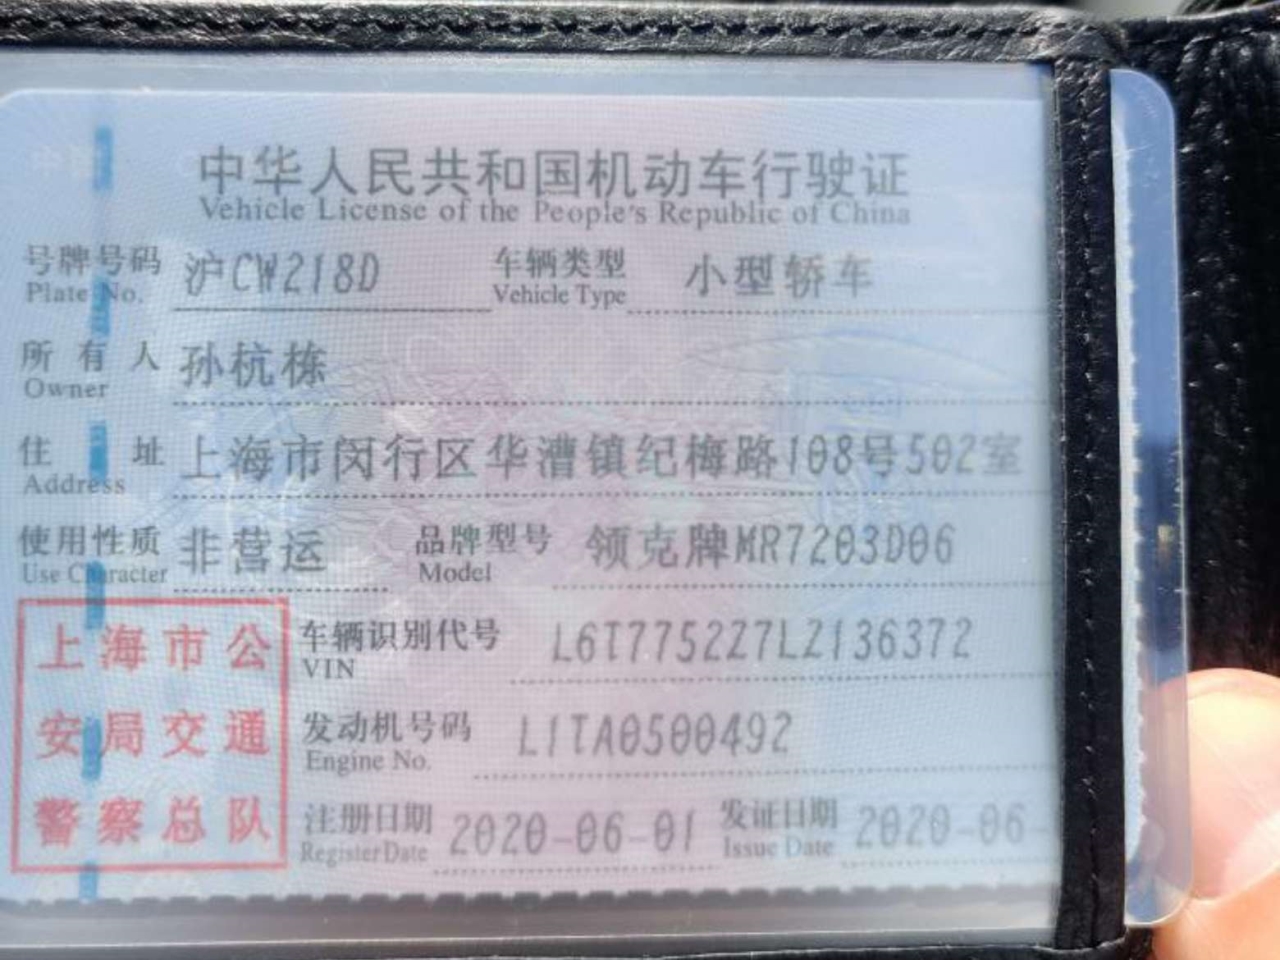 中华人民共和国机动车行驶证
Vehicle License of the People's Republic of China
号牌号码 沪CW218D 车辆类型 小型轿车
Plate No. Vehicle Type
所有人 孙杭栋
Owner
住址 上海市闵行区华漕镇纪梅路108号502室
Address
使用性质 非营运 品牌型号 领克牌MR7203D06
Use Character Model
车辆识别代号 L6T7752Z7LZ136372
VIN
发动机号码 L1TA0500492
Engine No.
注册日期 2020-06-01 发证日期 2020-06-
Register Date Issue Date
上海市公
安局交通
警察总队